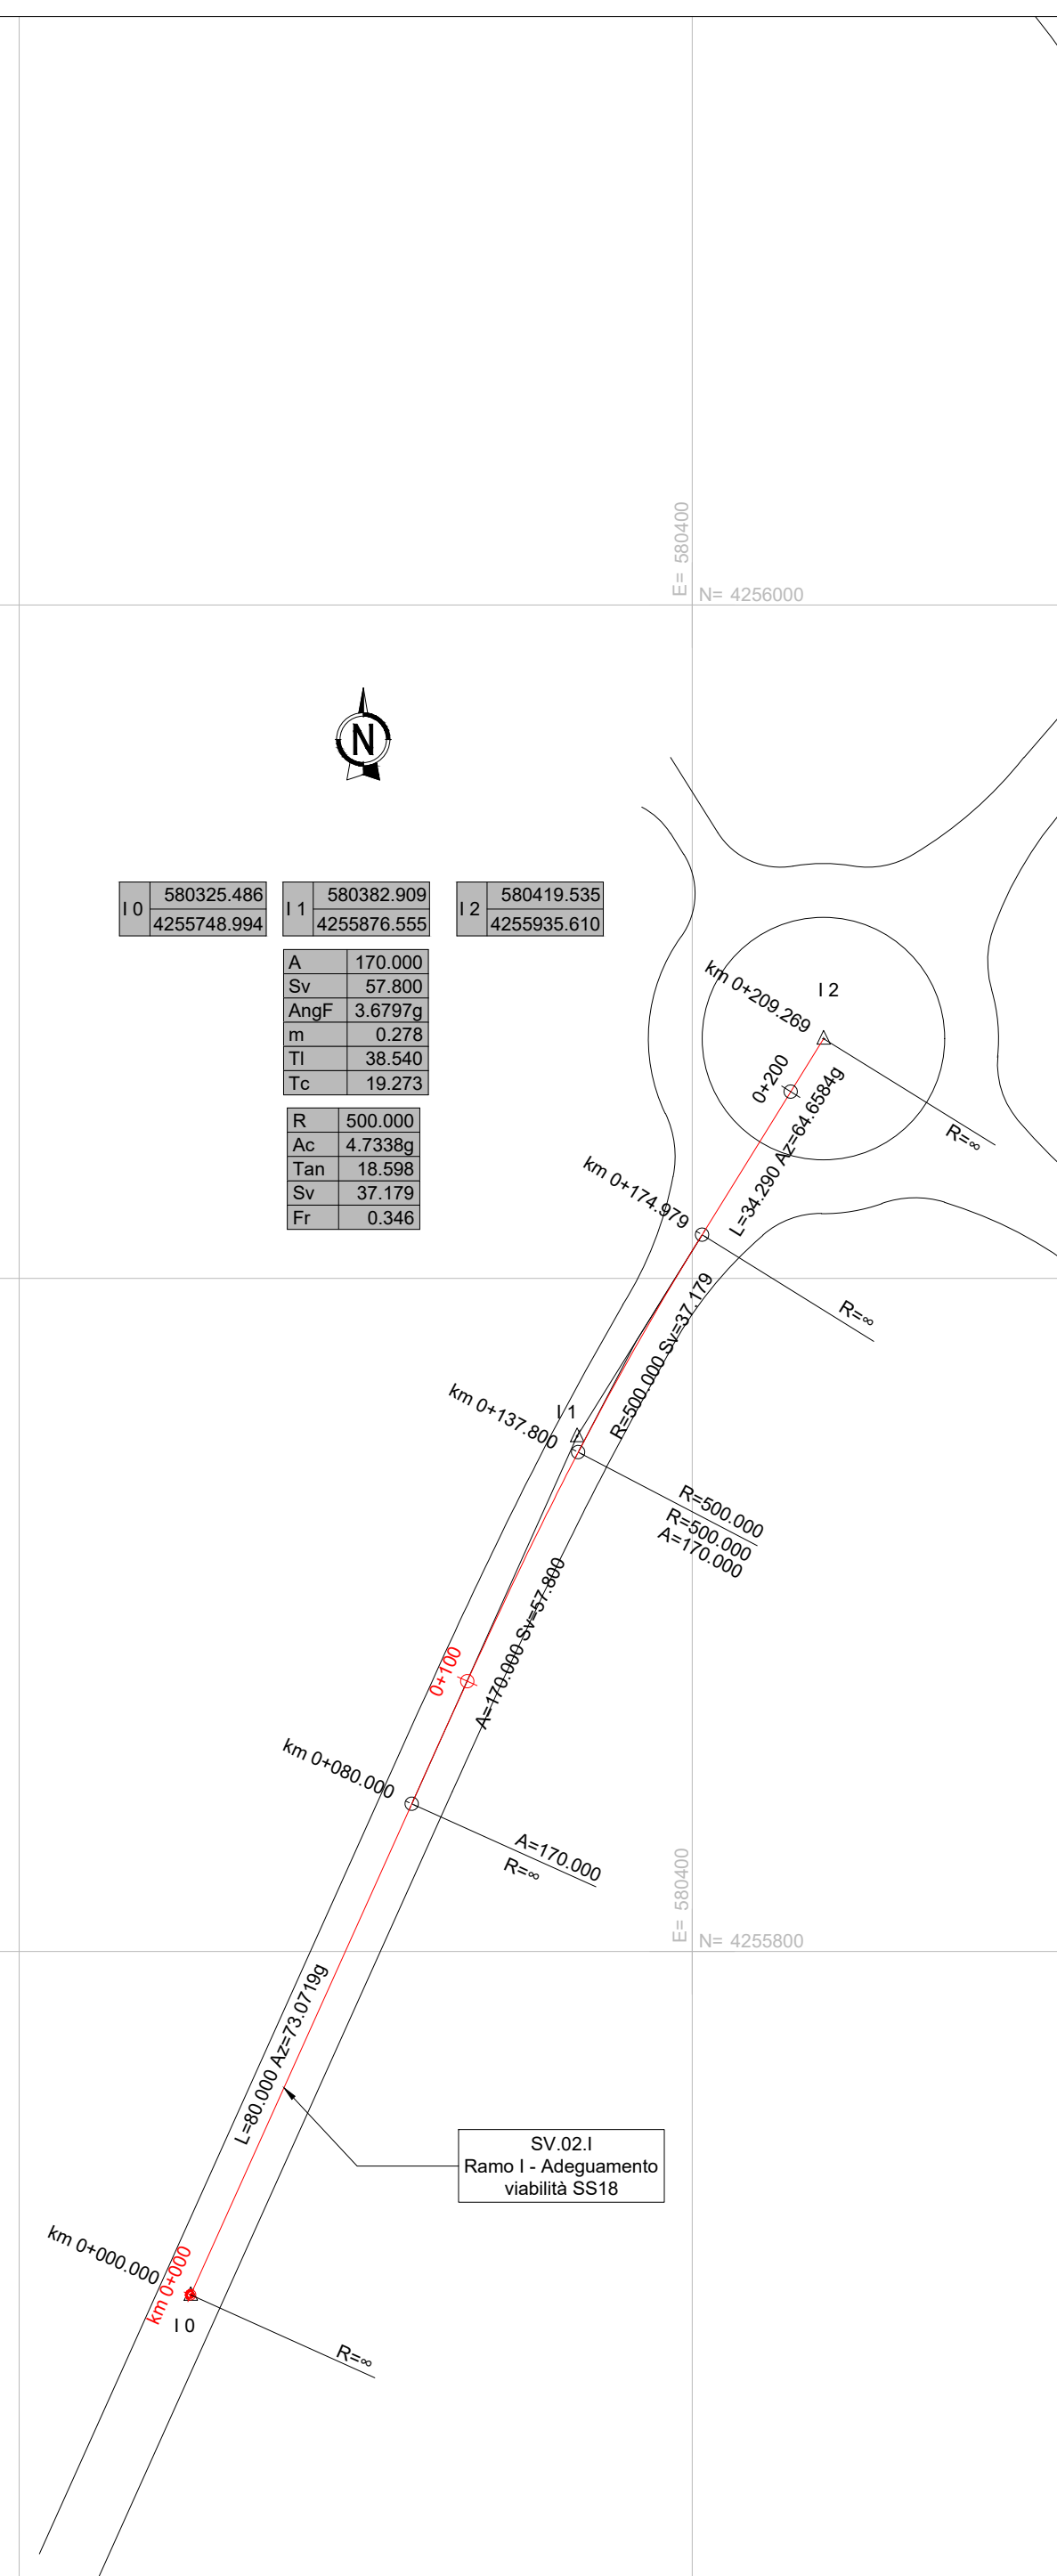 E= 580400
N= 4256000
N
I 0
580325.486
4255748.994
I 1
580382.909
4255876.555
I 2
580419.535
4255935.610
A 170.000
Sv 57.800
AngF 3.6797g
m 0.278
Tl 38.540
Tc 19.273
R 500.000
Ac 4.7338g
Tan 18.598
Sv 37.179
Fr 0.346
km 0+209.269
I 2
0+200
L=34.290 Az=64.6584g
R=∞
km 0+174.979
R=∞
R=500.000 Sv=37.179
km 0+137.800
I 1
R=500.000
R=500.000
A=170.000
A=170.000 Sv=57.800
0+100
km 0+080.000
A=170.000
R=∞
E= 580400
N= 4255800
L=80.000 Az=73.0719g
SV.02.I
Ramo I - Adeguamento
viabilità SS18
km 0+000.000
km 0+000
I 0
R=∞